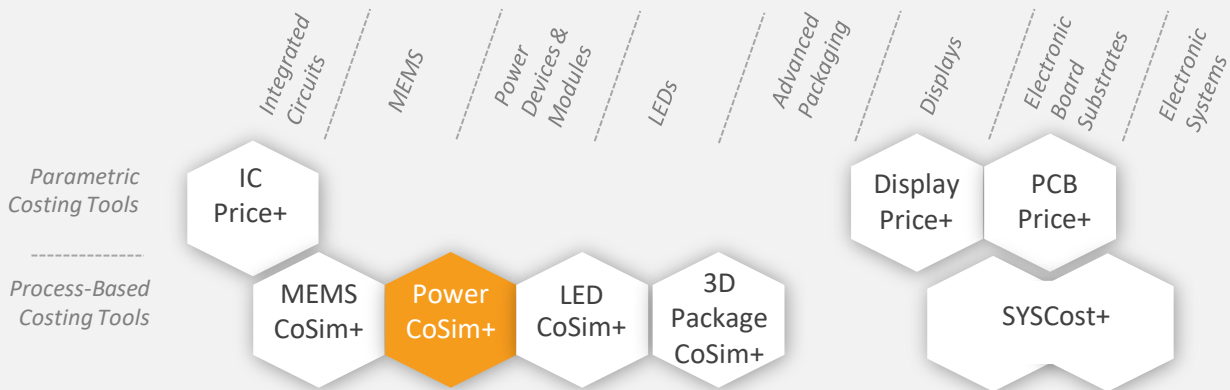 Integrated
Circuits
MEMS
Power
Devices &
Modules
LEDs
Advanced
Packaging
Displays
Electronic
Board
Substrates
Electronic
Systems
Parametric
Costing Tools
IC
Price+
Display
Price+
PCB
Price+
Process-Based
Costing Tools
MEMS
CoSim+
Power
CoSim+
LED
CoSim+
3D
Package
CoSim+
SYSCost+